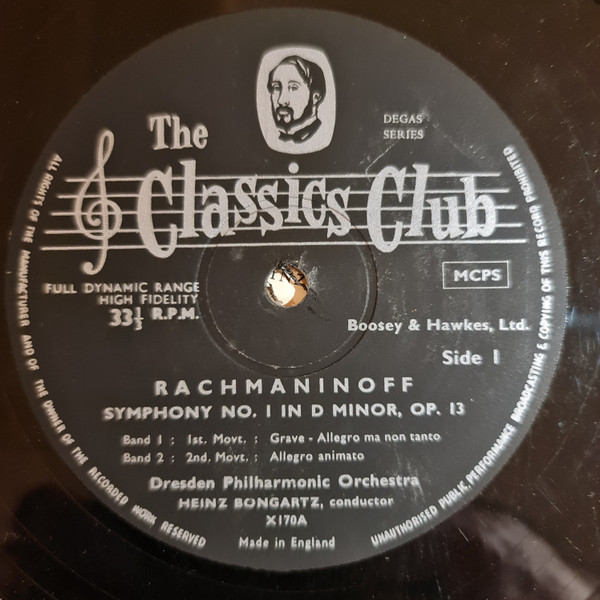 DEGAS
SERIES
The
Classics Club
FULL DYNAMIC RANGE
HIGH FIDELITY
33⅓ R.P.M.
MCPS
Boosey & Hawkes, Ltd.
Side 1
RACHMANINOFF
SYMPHONY NO. 1 IN D MINOR, OP. 13
Band 1 : 1st. Movt. : Grave - Allegro ma non tanto
Band 2 : 2nd. Movt. : Allegro animato
Dresden Philharmonic Orchestra
HEINZ BONGARTZ, conductor
X170A
Made in England
ALL RIGHTS OF THE MANUFACTURER AND OF THE OWNER OF THE RECORDED WORK RESERVED
UNAUTHORISED PUBLIC PERFORMANCE BROADCASTING & COPYING OF THIS RECORD PROHIBITED